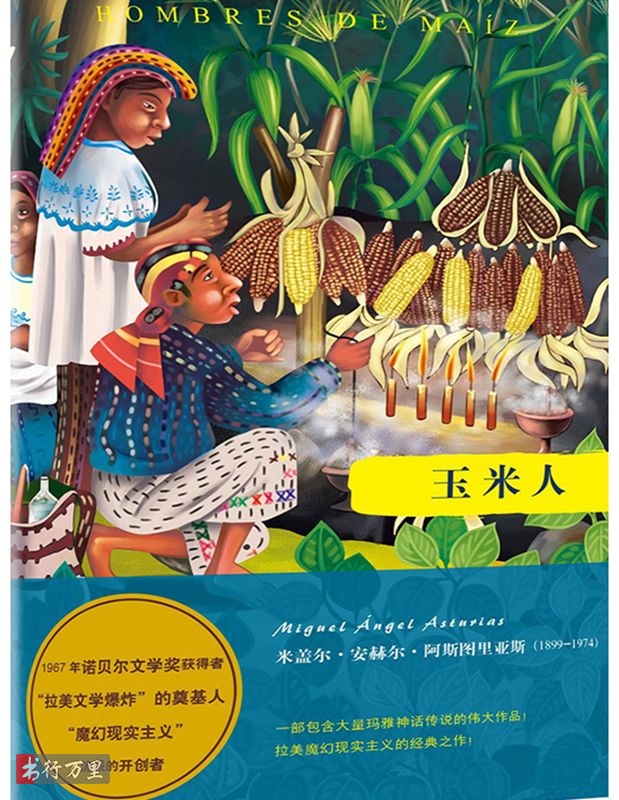 HOMBRES DE MAÍZ
玉米人
Miguel Ángel Asturias
米盖尔·安赫尔·阿斯图里亚斯 (1899-1974)
1967 年诺贝尔文学奖获得者
“拉美文学爆炸”的奠基人
“魔幻现实主义”
的开创者
一部包含大量玛雅神话传说的伟大作品!
拉美魔幻现实主义的经典之作!
书行万里